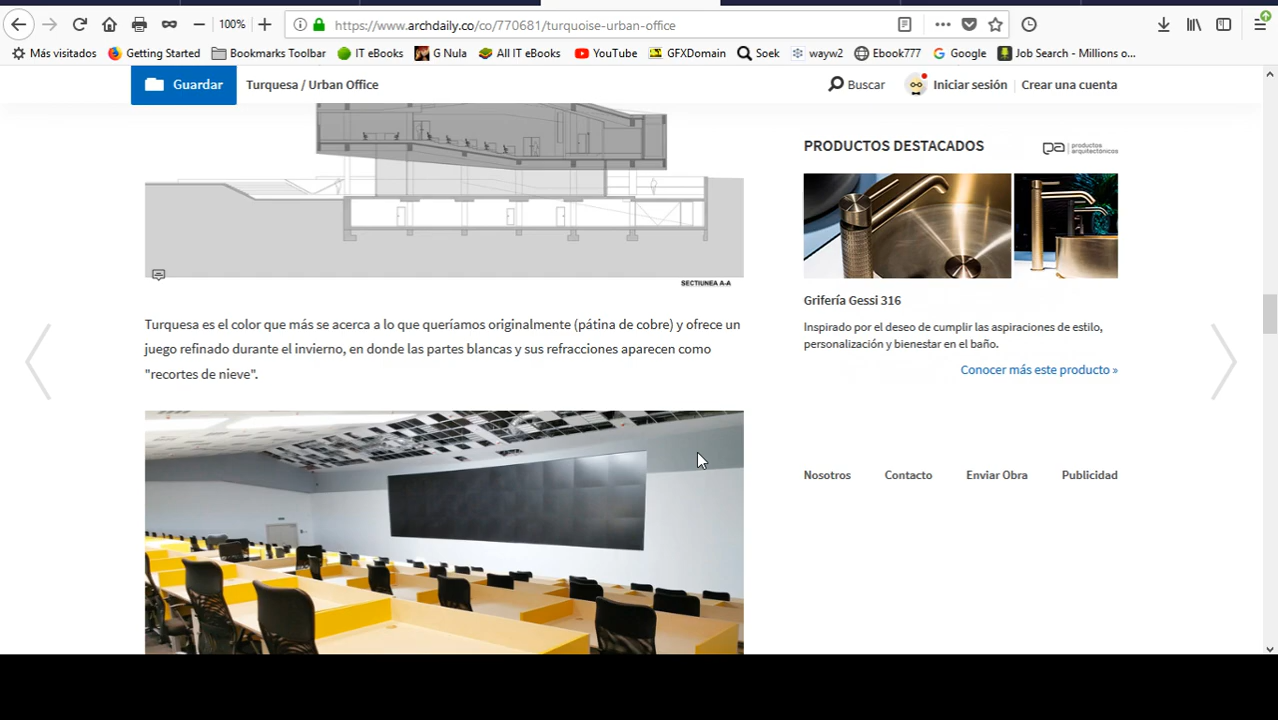 100%
https://www.archdaily.co/co/770681/turquoise-urban-office
Más visitados
Getting Started
Bookmarks Toolbar
IT eBooks
G Nula
All IT eBooks
YouTube
GFXDomain
Soek
wayw2
Ebook777
Google
Job Search - Millions o...
Guardar
Turquesa / Urban Office
Buscar
Iniciar sesión
Crear una cuenta
SECTIUNEA A-A
Turquesa es el color que más se acerca a lo que queríamos originalmente (pátina de cobre) y ofrece un
juego refinado durante el invierno, en donde las partes blancas y sus refracciones aparecen como
"recortes de nieve".
PRODUCTOS DESTACADOS
pa productos
arquitectónicos
Grifería Gessi 316
Inspirado por el deseo de cumplir las aspiraciones de estilo,
personalización y bienestar en el baño.
Conocer más este producto »
Nosotros
Contacto
Enviar Obra
Publicidad